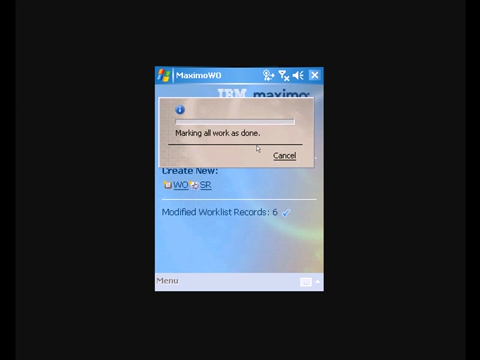 MaximoWO
IBM maximo
Marking all work as done.
Cancel
Create New:
WO SR
Modified Worklist Records: 6
Menu